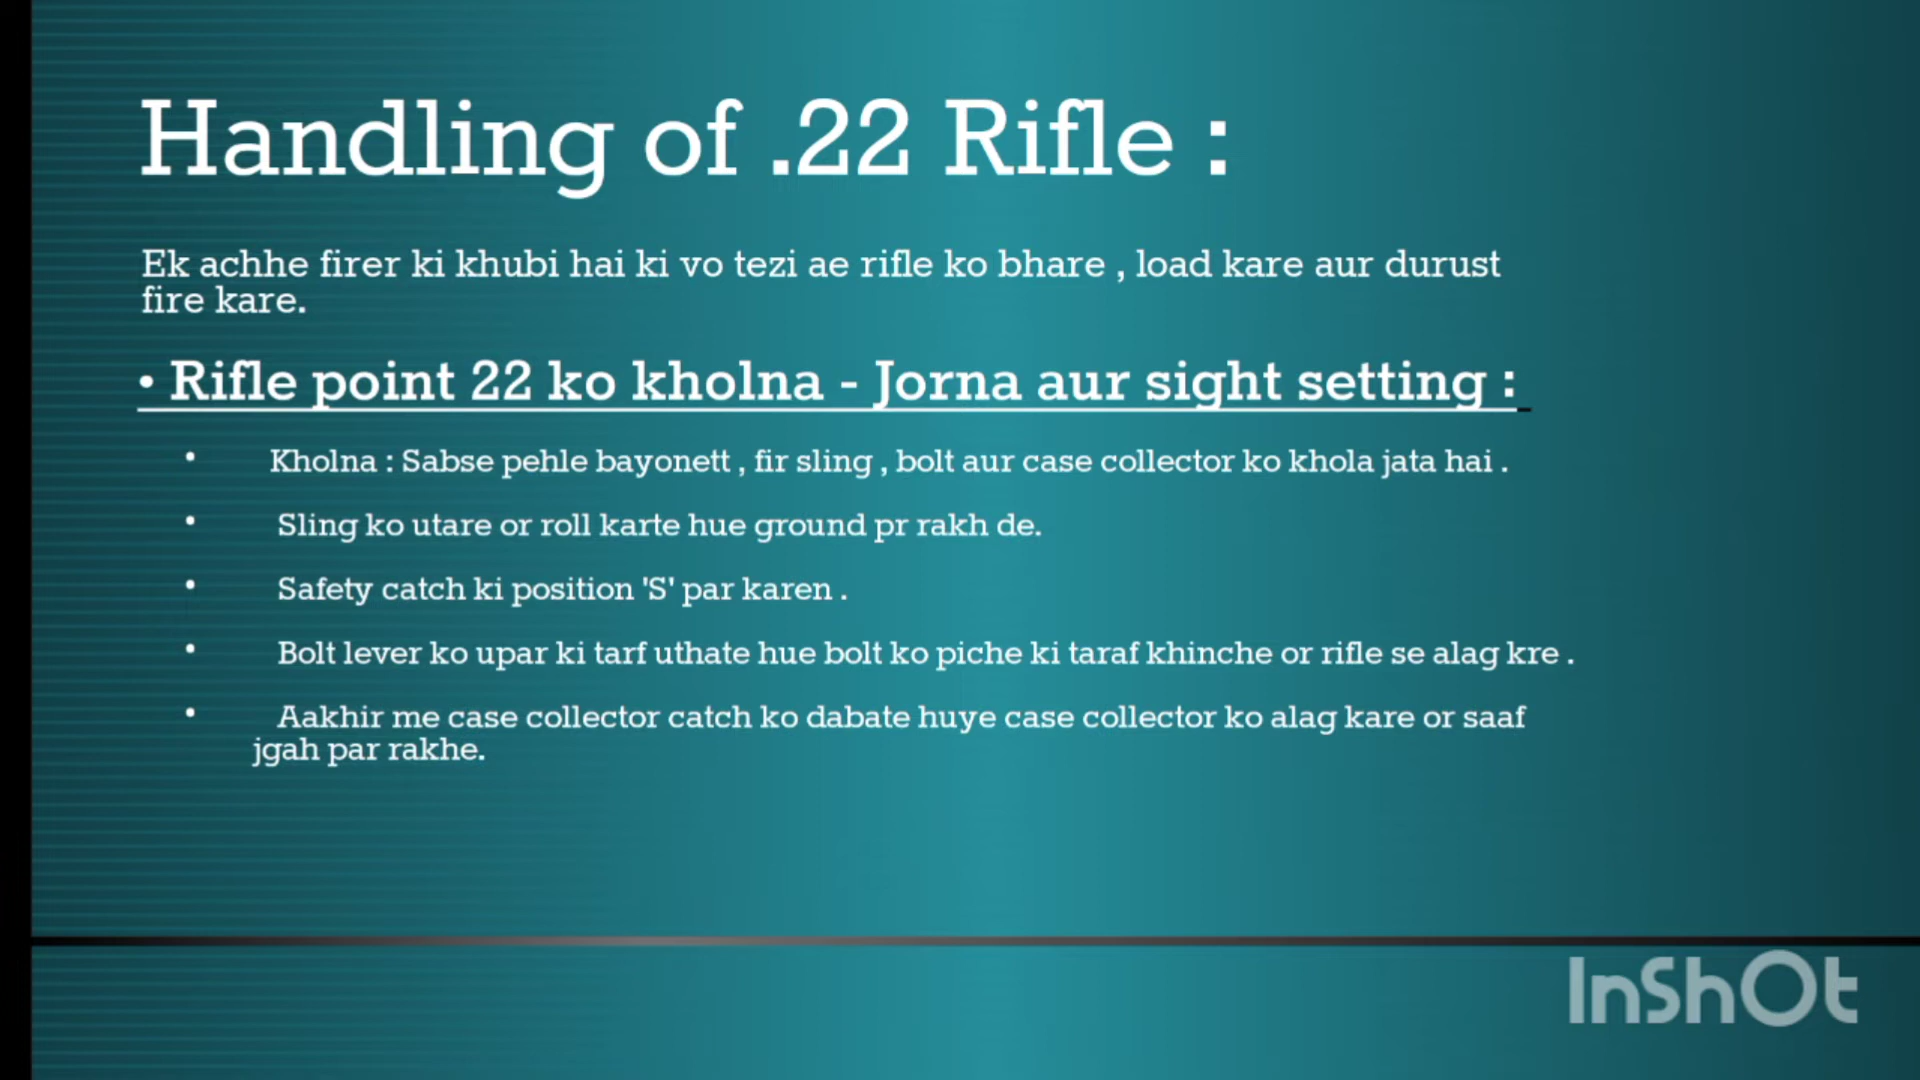 Handling of .22 Rifle :
Ek achhe firer ki khubi hai ki vo tezi ae rifle ko bhare , load kare aur durust
fire kare.
• Rifle point 22 ko kholna - Jorna aur sight setting :
• Kholna : Sabse pehle bayonett , fir sling , bolt aur case collector ko khola jata hai .
• Sling ko utare or roll karte hue ground pr rakh de.
• Safety catch ki position 'S' par karen .
• Bolt lever ko upar ki tarf uthate hue bolt ko piche ki taraf khinche or rifle se alag kre .
• Aakhir me case collector catch ko dabate huye case collector ko alag kare or saaf
jgah par rakhe.
InShOt